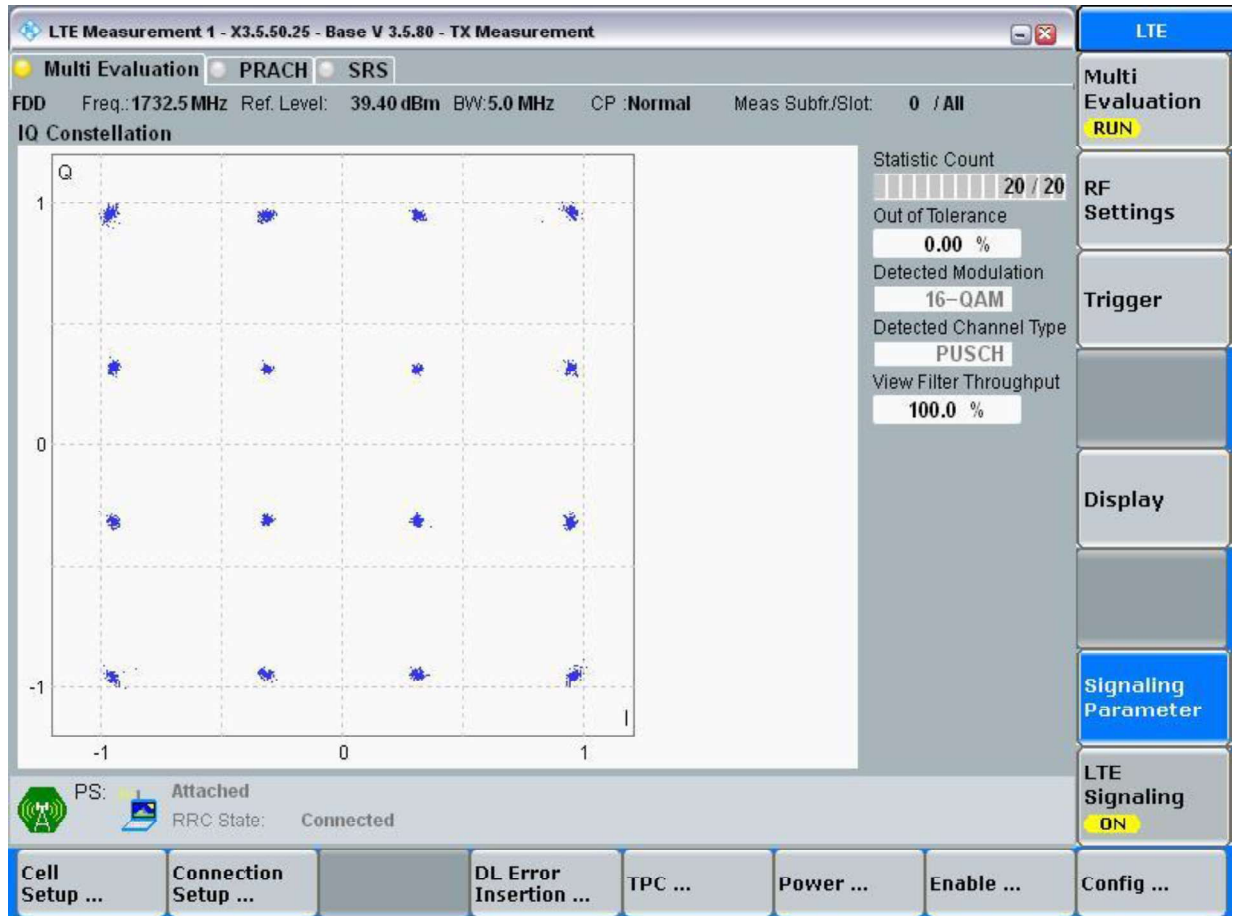 LTE Measurement 1 - X3.5.50.25 - Base V 3.5.80 - TX Measurement
LTE
Multi Evaluation PRACH SRS
FDD Freq.: 1732.5 MHz Ref. Level: 39.40 dBm BW: 5.0 MHz CP : Normal Meas Subfr./Slot: 0 / All
IQ Constellation
Q
1
0
-1
-1 0 1
I
Statistic Count
20 / 20
Out of Tolerance
0.00 %
Detected Modulation
16-QAM
Detected Channel Type
PUSCH
View Filter Throughput
100.0 %
Multi
Evaluation
RUN
RF
Settings
Trigger
Display
Signaling
Parameter
LTE
Signaling
ON
PS: Attached
RRC State: Connected
Cell
Setup ...
Connection
Setup ...
DL Error
Insertion ...
TPC ...
Power ...
Enable ...
Config ...